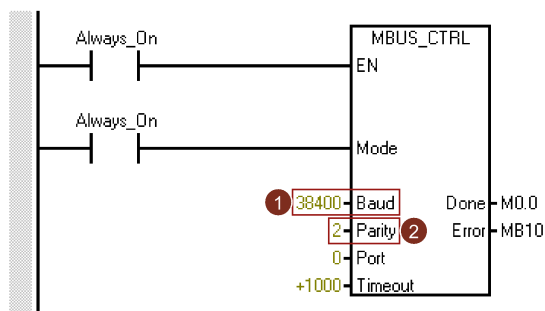 Always_On
MBUS_CTRL
EN
Always_On
Mode
1 38400 Baud Done M0.0
2 Parity 2 Error MB10
0 Port
+1000 Timeout